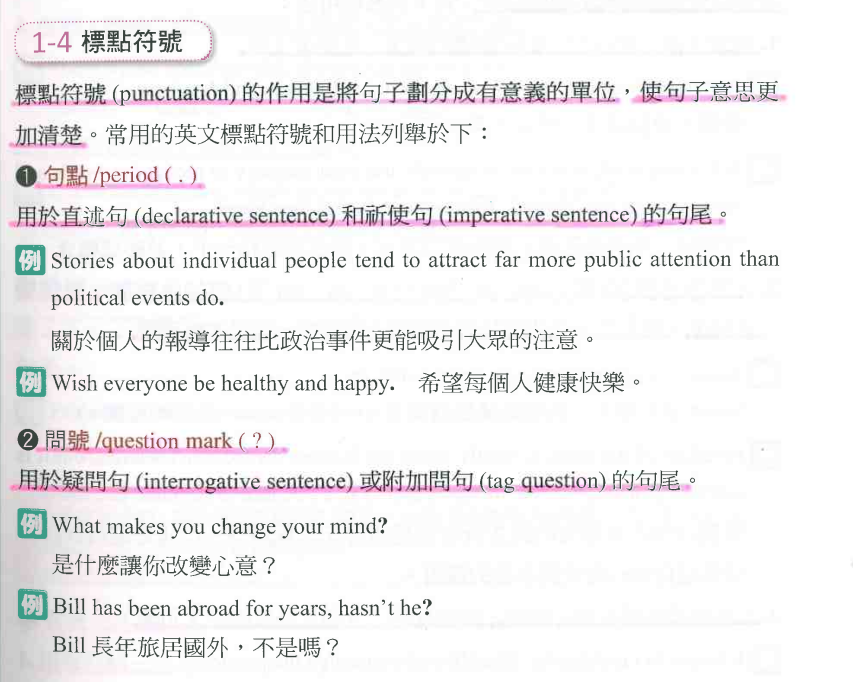 1-4 標點符號
標點符號 (punctuation) 的作用是將句子劃分成有意義的單位，使句子意思更
加清楚。常用的英文標點符號和用法列舉於下：
❶ 句點 /period ( . )
用於直述句 (declarative sentence) 和祈使句 (imperative sentence) 的句尾。
例 Stories about individual people tend to attract far more public attention than
political events do.
關於個人的報導往往比政治事件更能吸引大眾的注意。
例 Wish everyone be healthy and happy. 希望每個人健康快樂。
❷ 問號 /question mark ( ? )
用於疑問句 (interrogative sentence) 或附加問句 (tag question) 的句尾。
例 What makes you change your mind?
是什麼讓你改變心意？
例 Bill has been abroad for years, hasn't he?
Bill 長年旅居國外，不是嗎？